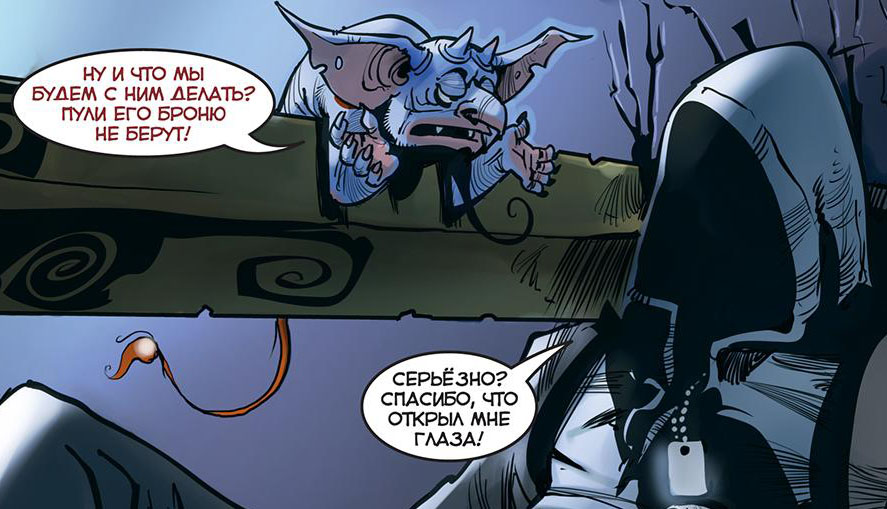 НУ И ЧТО МЫ
БУДЕМ С НИМ ДЕЛАТЬ?
ПУЛИ ЕГО БРОНЮ
НЕ БЕРУТ!
СЕРЬЁЗНО?
СПАСИБО, ЧТО
ОТКРЫЛ МНЕ
ГЛАЗА!